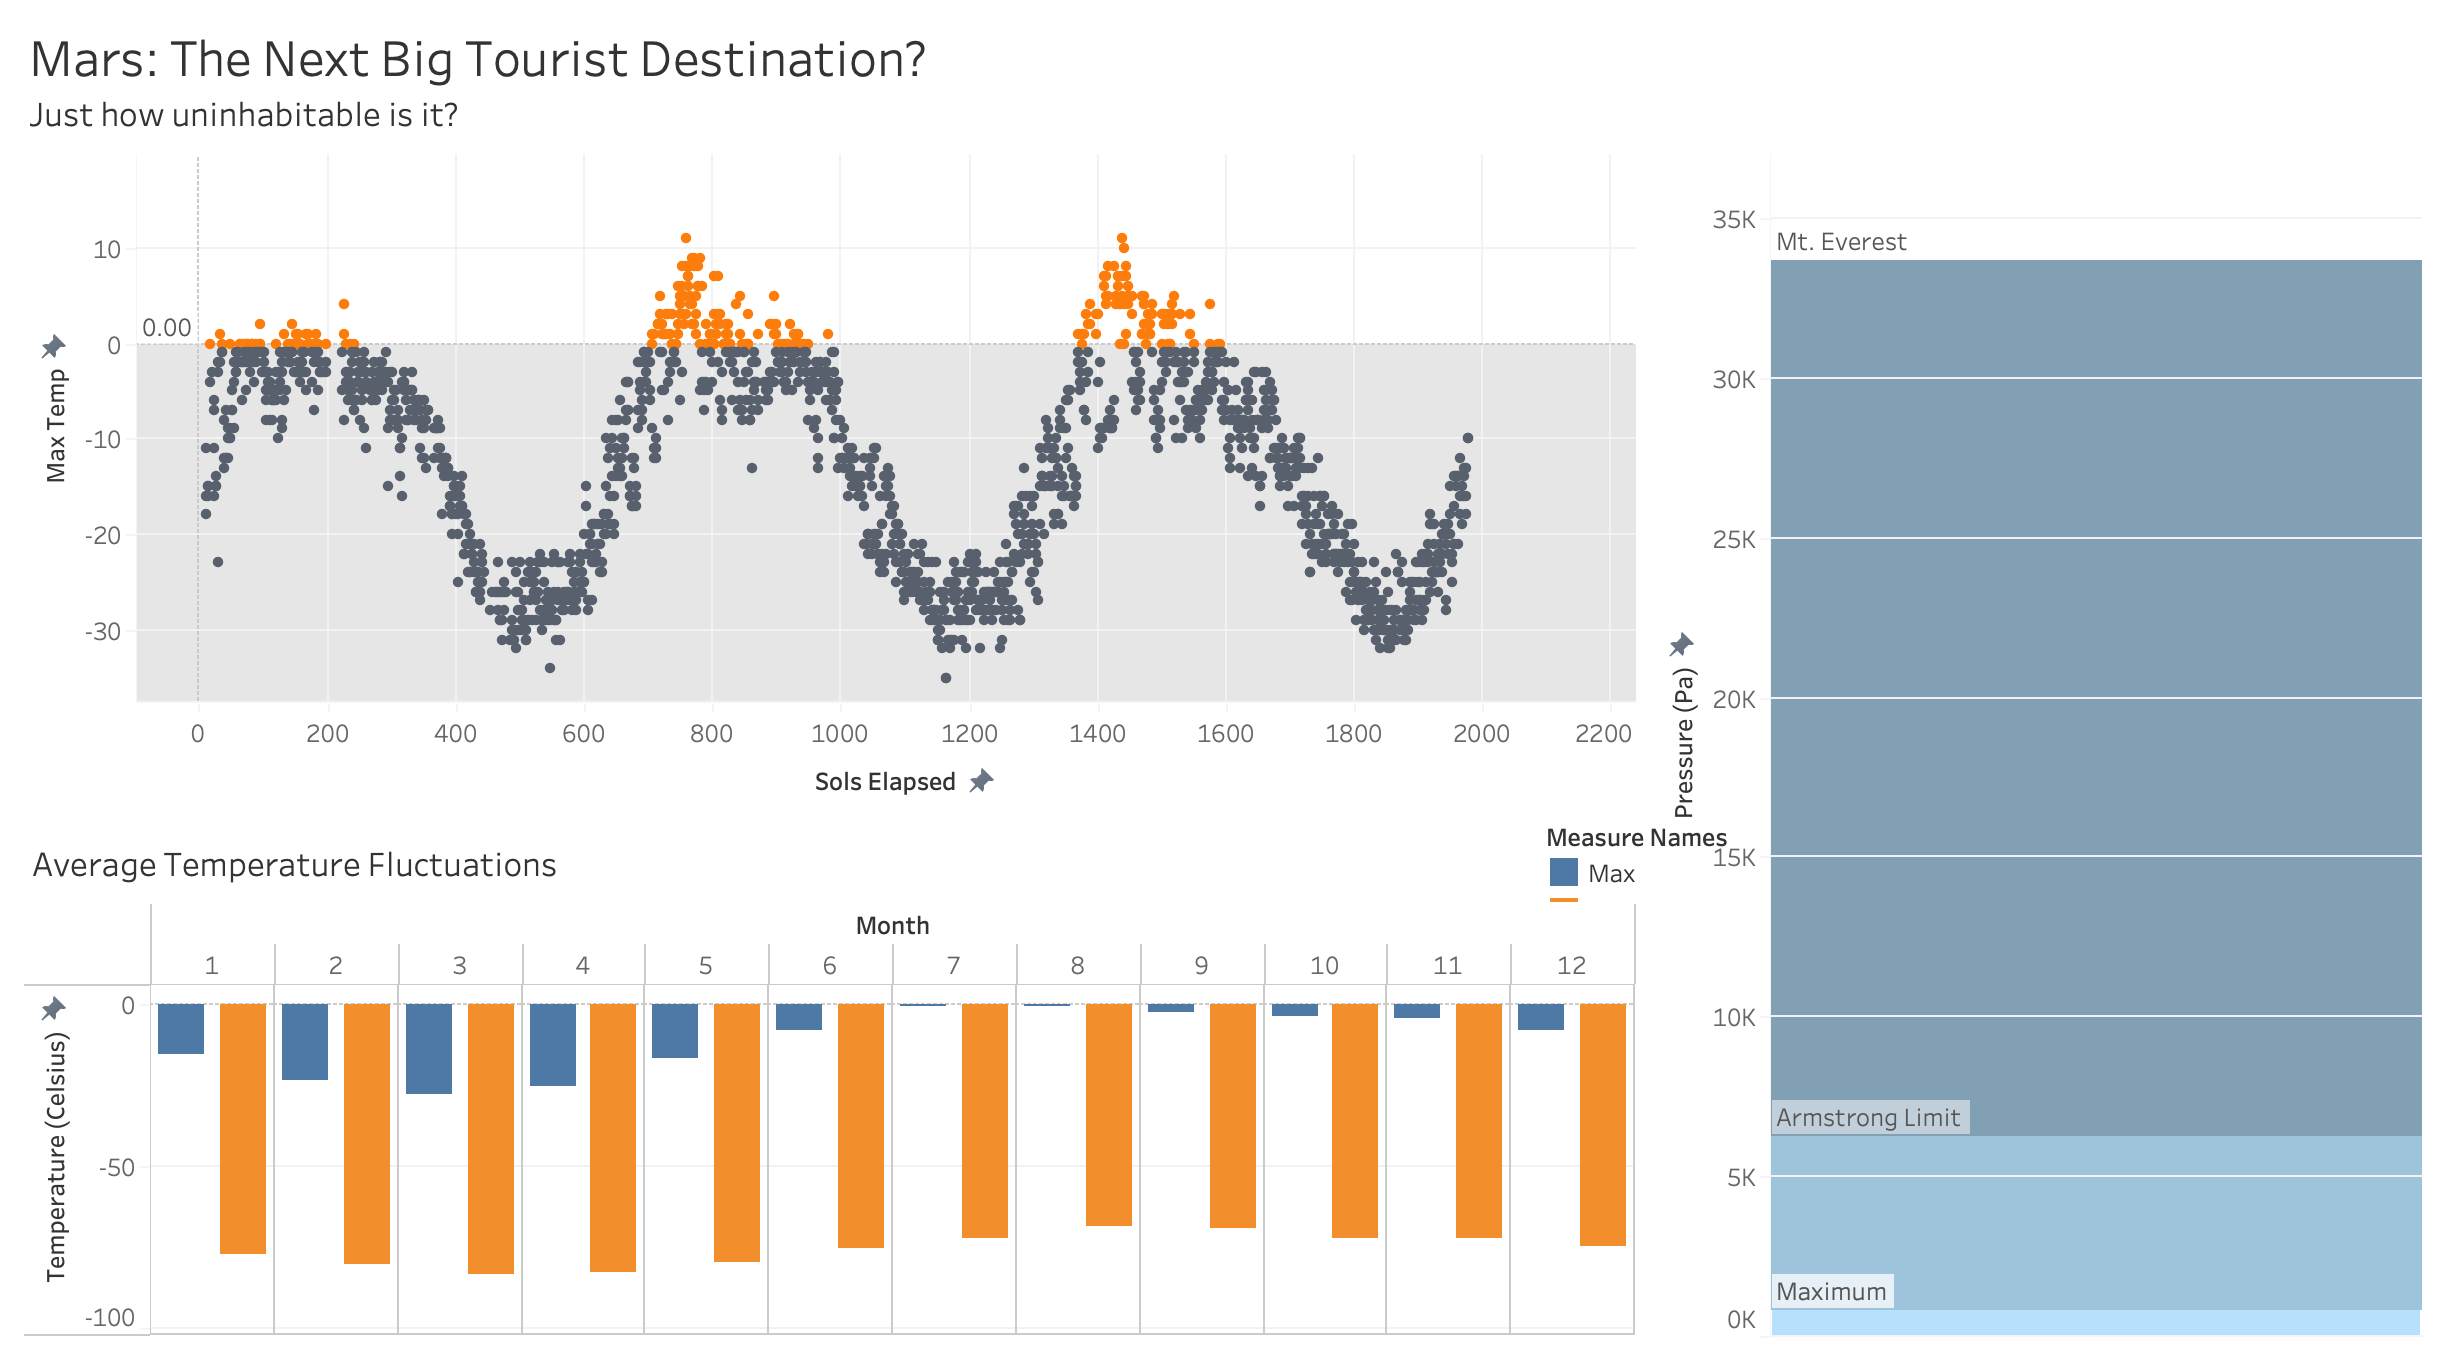 Mars: The Next Big Tourist Destination?
Just how uninhabitable is it?
Max Temp
10
0.00
0
-10
-20
-30
0 200 400 600 800 1000 1200 1400 1600 1800 2000 2200
Sols Elapsed
Average Temperature Fluctuations
Measure Names
Max
Month
1 2 3 4 5 6 7 8 9 10 11 12
Temperature (Celsius)
0
-50
-100
Pressure (Pa)
35K
Mt. Everest
30K
25K
20K
15K
10K
Armstrong Limit
5K
Maximum
0K